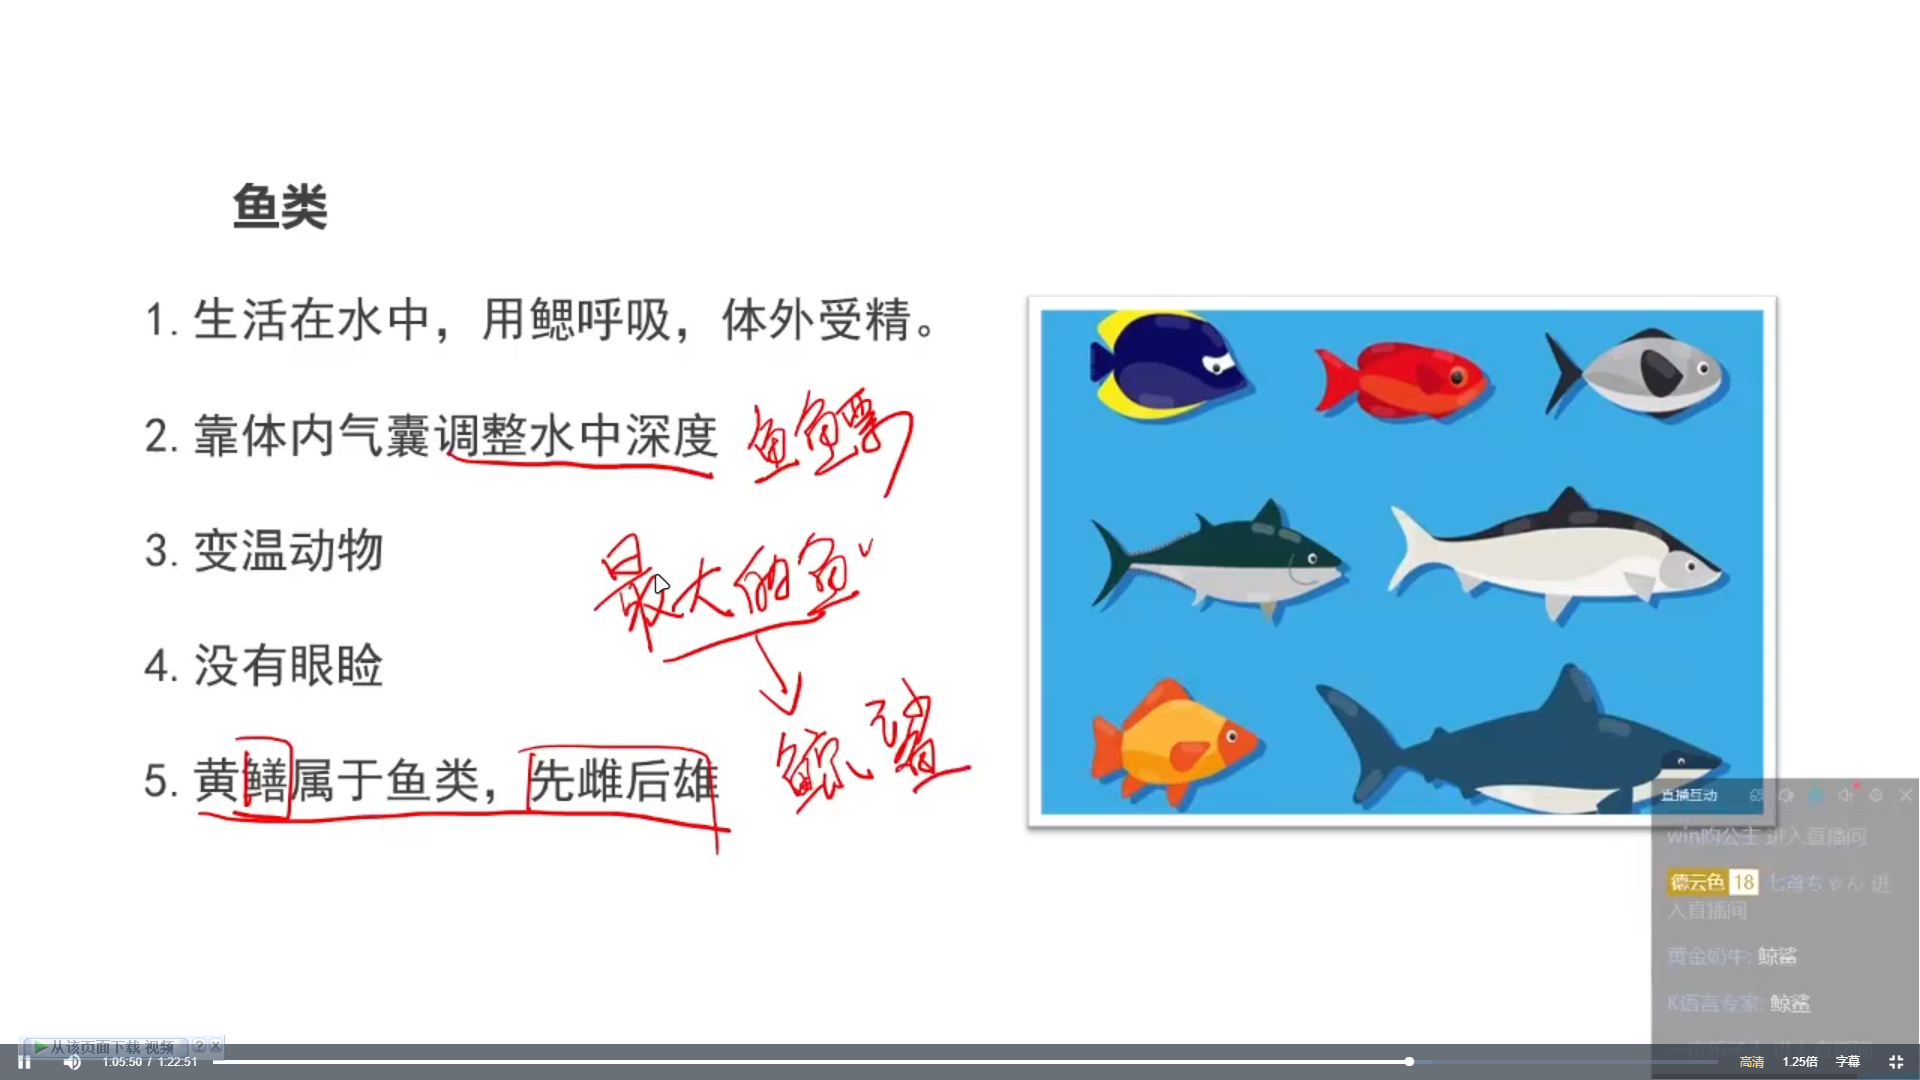 鱼类
1. 生活在水中，用鳃呼吸，体外受精。
2. 靠体内气囊调整水中深度 鱼鱼鳔
3. 变温动物
最大的鱼
4. 没有眼睑
鲸鲨
5. 黄鳝属于鱼类，先雌后雄
直播互动
win的公主 进入直播间
德云色 18 七爷ちゃん 进
入直播间
黄金奶牛: 鲸鲨
K语言专家: 鲸鲨
从该页面下载 视频 ? X
1:05:50 / 1:22:51
高清 1.25倍 字幕